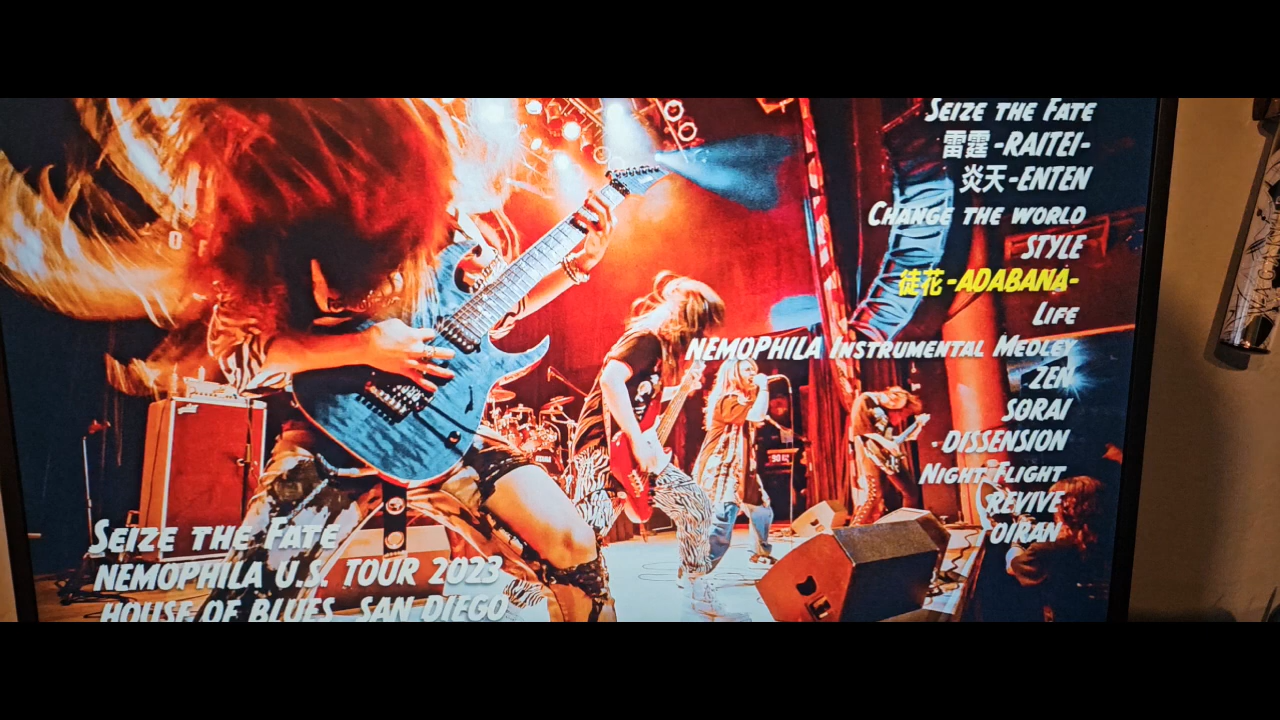 Seize the Fate
雷霆 -RAITEI-
炎天 -ENTEN
Change the world
STYLE
徒花 -ADABANA-
Life
NEMOPHILA Instrumental Medley
ZEN
SORAI
DISSENSION
Night Flight
REVIVE
OIRAN
Seize the Fate
NEMOPHILA U.S. TOUR 2023
HOUSE OF BLUES SAN DIEGO